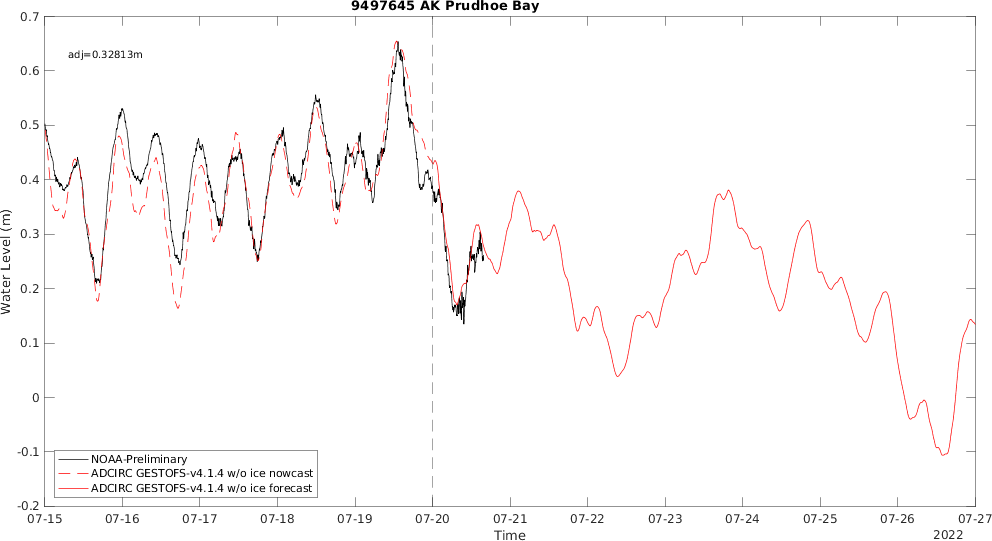 9497645 AK Prudhoe Bay
0.7
adj=0.32813m
0.6
0.5
0.4
0.3
0.2
0.1
0
-0.1
-0.2
Water Level (m)
NOAA-Preliminary
ADCIRC GESTOFS-v4.1.4 w/o ice nowcast
ADCIRC GESTOFS-v4.1.4 w/o ice forecast
07-15 07-16 07-17 07-18 07-19 07-20 07-21 07-22 07-23 07-24 07-25 07-26 07-27
Time
2022